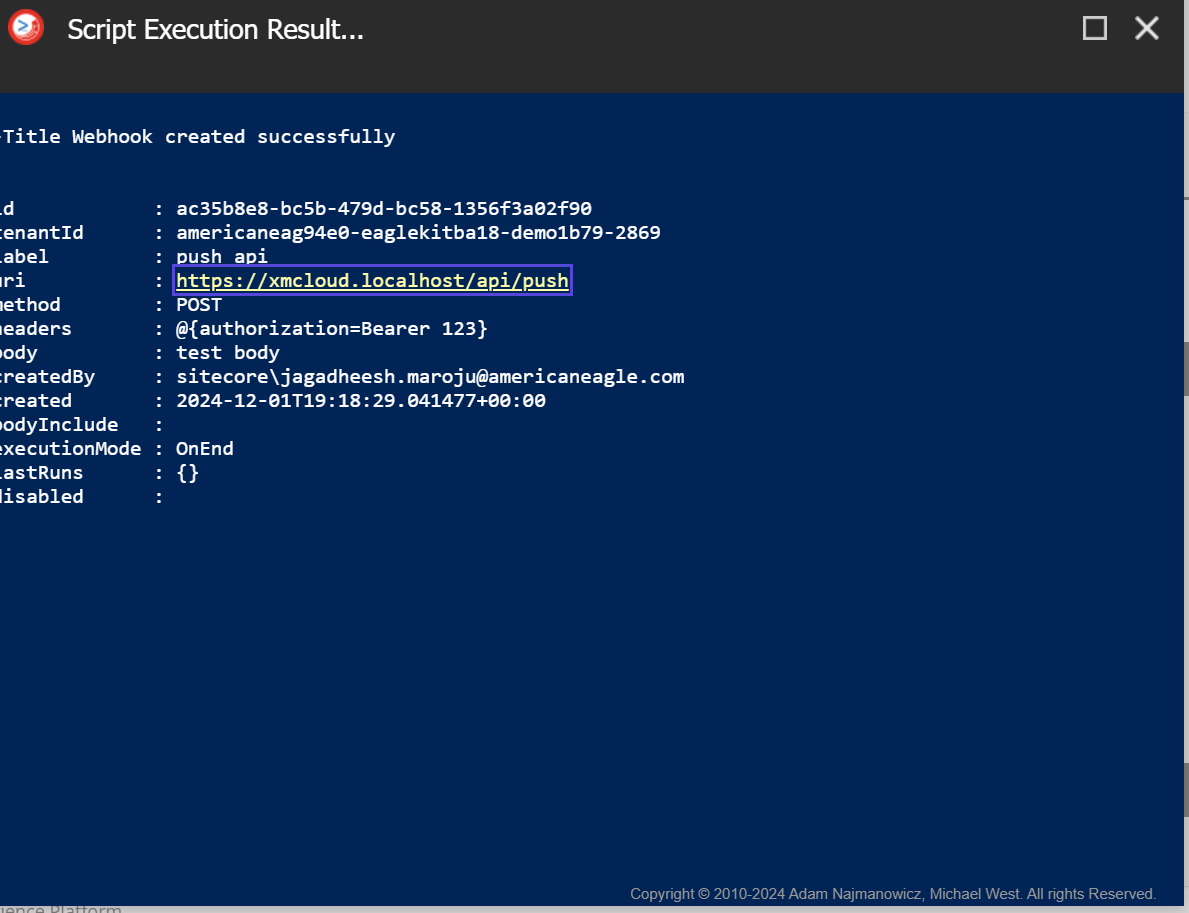 Script Execution Result...
-Title Webhook created successfully
id : ac35b8e8-bc5b-479d-bc58-1356f3a02f90
tenantId : americaneag94e0-eaglekitba18-demo1b79-2869
label : push api
uri : https://xmcloud.localhost/api/push
method : POST
headers : @{authorization=Bearer 123}
body : test body
createdBy : sitecore\jagadheesh.maroju@americaneagle.com
created : 2024-12-01T19:18:29.041477+00:00
bodyInclude :
executionMode : OnEnd
lastRuns : {}
disabled :
Copyright © 2010-2024 Adam Najmanowicz, Michael West. All rights Reserved.